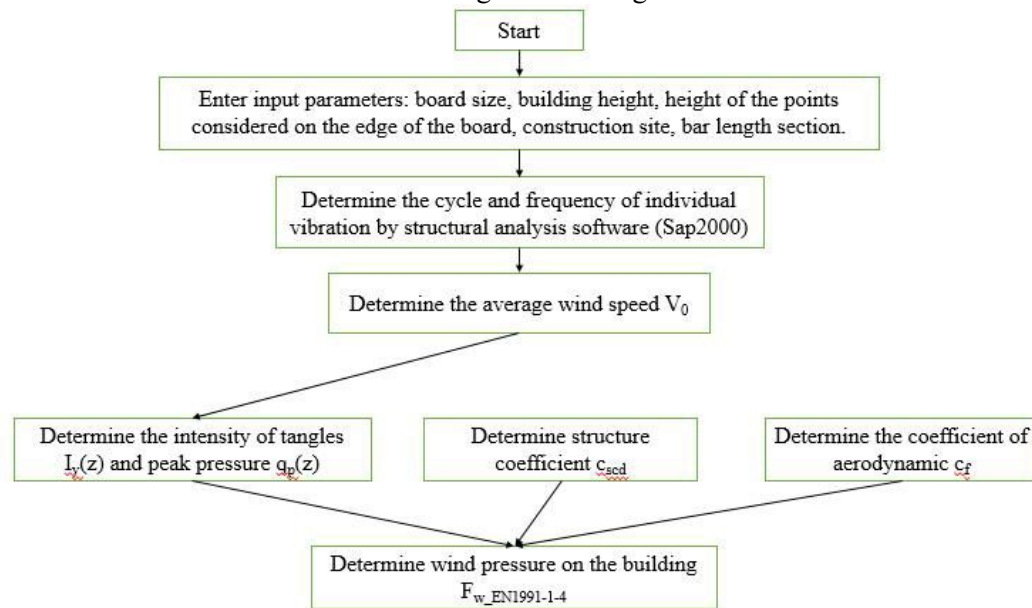 Start
Enter input parameters: board size, building height, height of the points
considered on the edge of the board, construction site, bar length section.
Determine the cycle and frequency of individual
vibration by structural analysis software (Sap2000)
Determine the average wind speed V₀
Determine the intensity of tangles
Iᵥ(z) and peak pressure qₚ(z)
Determine structure
coefficient c_scd
Determine the coefficient of
aerodynamic c_f
Determine wind pressure on the building
F_w_EN1991-1-4